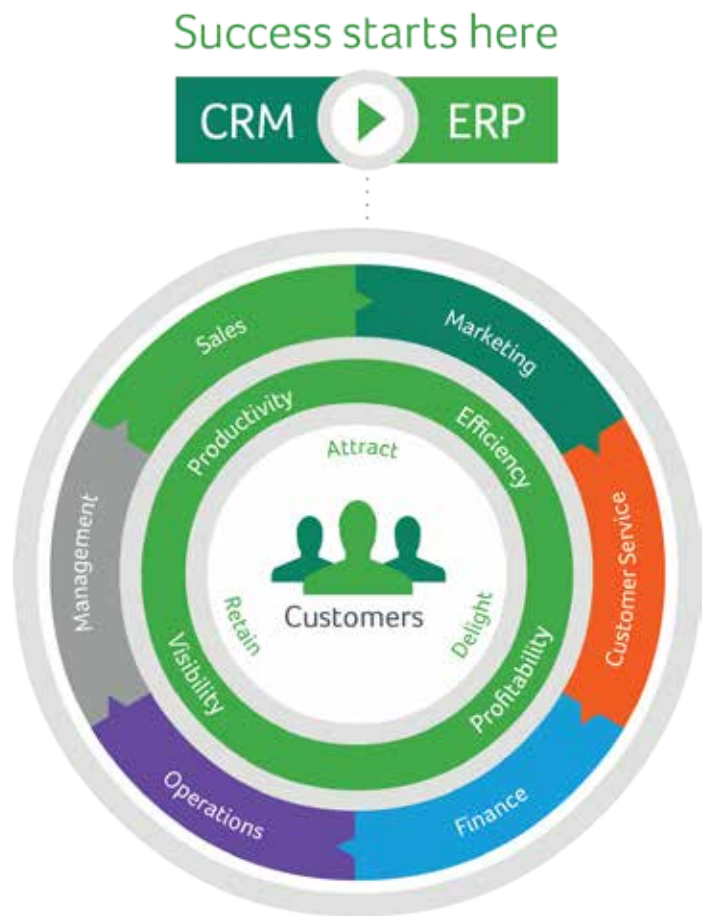 Success starts here
CRM
ERP
Sales
Marketing
Customer Service
Finance
Operations
Management
Productivity
Efficiency
Profitability
Visibility
Attract
Delight
Retain
Customers